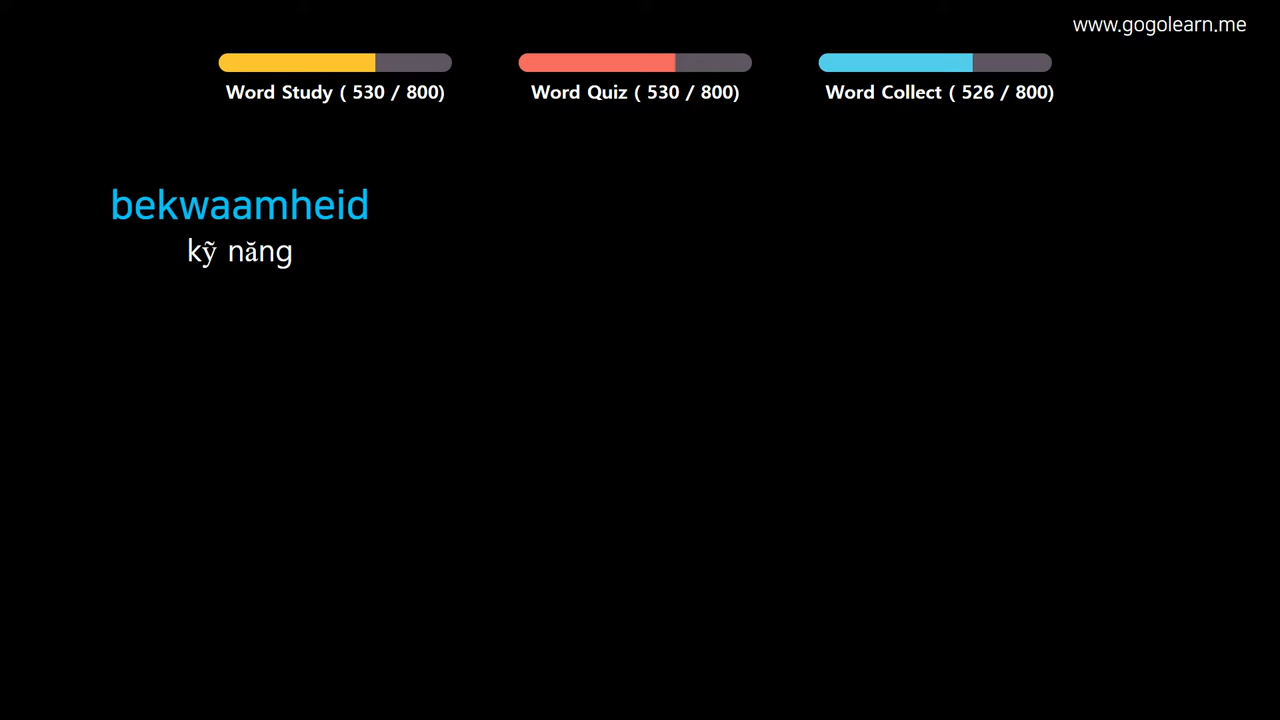 www.gogolearn.me
Word Study ( 530 / 800)
Word Quiz ( 530 / 800)
Word Collect ( 526 / 800)
bekwaamheid
kỹ năng